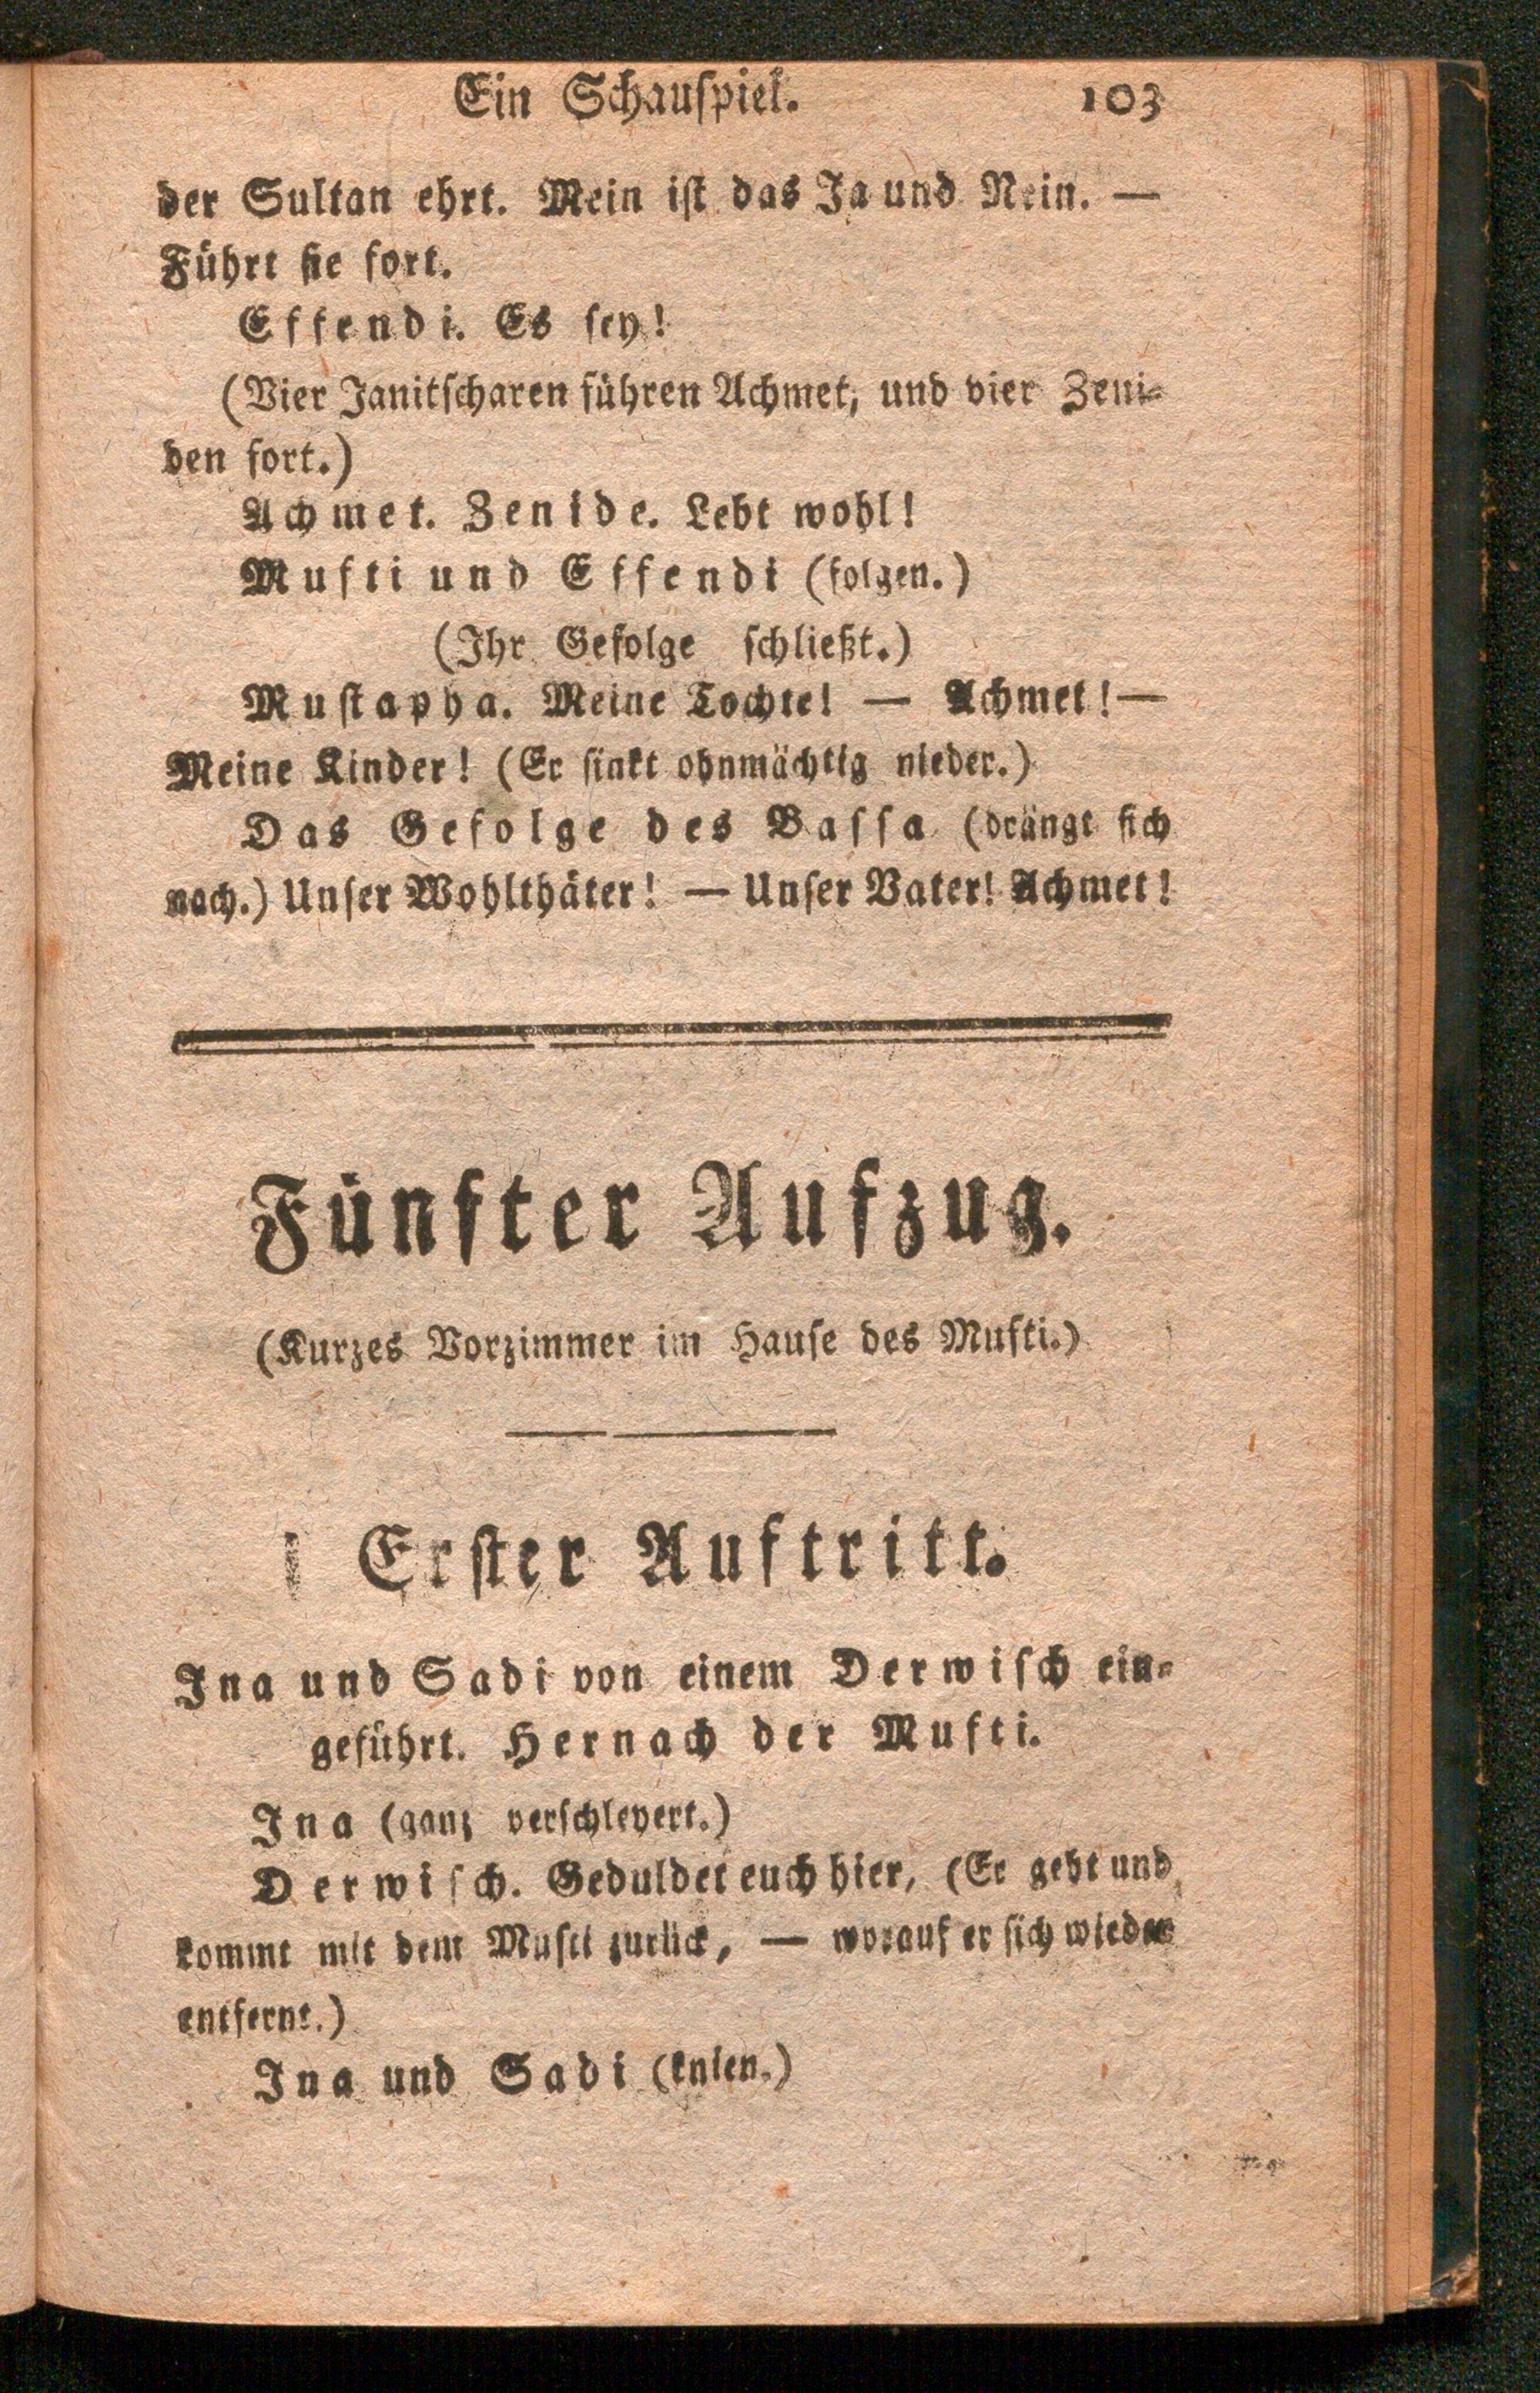 Ein Schauſpiel. 103
der Sultan ehrt. Mein iſt das Ja und Nein. —
Führt ſie fort.
Effendi. Es ſey!
(Vier Janitſcharen führen Achmet, und vier Zeni-
den fort.)
Achmet. Zenide. Lebt wohl!
Mufti und Effendi (folgen.)
(Ihr Gefolge ſchließt.)
Muſtapha. Meine Tochte! — Achmet! —
Meine Kinder! (Er ſinkt ohnmächtig nieder.)
Das Gefolge des Baſſa (drängt ſich
nach.) Unſer Wohlthäter! — Unſer Vater! Achmet!
Fünfter Aufzug.
(Kurzes Vorzimmer im Hauſe des Mufti.)
Erſter Auftritt.
Ina und Sadi von einem Derwiſch ein-
geführt. Hernach der Mufti.
Ina (ganz verſchleyert.)
Derwiſch. Geduldet euch hier, (Er geht und
kommt mit dem Mufti zurück, — worauf er ſich wieder
entfernt.)
Ina und Sadi (knien.)